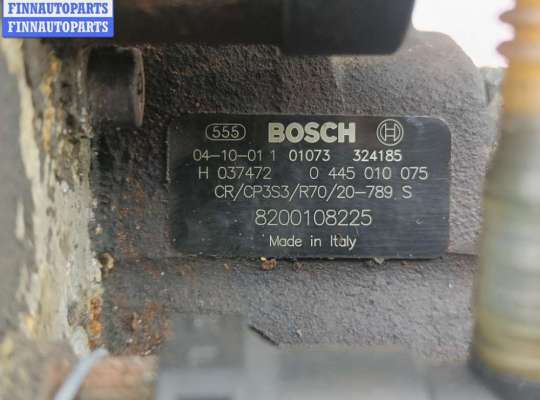 FINNAUTOPARTS
FINNAUTOPARTS
555 BOSCH H
04-10-01 1 01073 324185
H 037472 0 445 010 075
CR/CP3S3/R70/20-789 S
8200108225
Made in Italy